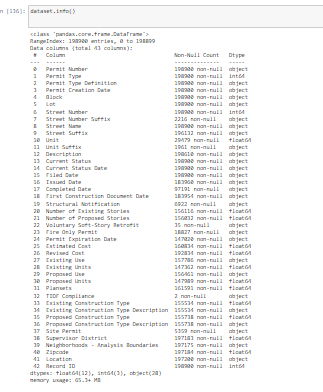 n [136]: dataset.info()
<class 'pandas.core.frame.DataFrame'>
RangeIndex: 198900 entries, 0 to 198899
Data columns (total 43 columns):
# Column Non-Null Count Dtype
--- ------ -------------- -----
0 Permit Number 198900 non-null object
1 Permit Type 198900 non-null int64
2 Permit Type Definition 198900 non-null object
3 Permit Creation Date 198900 non-null object
4 Block 198900 non-null object
5 Lot 198900 non-null object
6 Street Number 198900 non-null int64
7 Street Number Suffix 2216 non-null object
8 Street Name 198900 non-null object
9 Street Suffix 196132 non-null object
10 Unit 29479 non-null float64
11 Unit Suffix 1961 non-null object
12 Description 198610 non-null object
13 Current Status 198900 non-null object
14 Current Status Date 198900 non-null object
15 Filed Date 198900 non-null object
16 Issued Date 183960 non-null object
17 Completed Date 97191 non-null object
18 First Construction Document Date 183954 non-null object
19 Structural Notification 6922 non-null object
20 Number of Existing Stories 156116 non-null float64
21 Number of Proposed Stories 156032 non-null float64
22 Voluntary Soft-Story Retrofit 35 non-null object
23 Fire Only Permit 18827 non-null object
24 Permit Expiration Date 147020 non-null object
25 Estimated Cost 160834 non-null float64
26 Revised Cost 192834 non-null float64
27 Existing Use 157786 non-null object
28 Existing Units 147362 non-null float64
29 Proposed Use 156461 non-null object
30 Proposed Units 147989 non-null float64
31 Plansets 161591 non-null float64
32 TIDF Compliance 2 non-null object
33 Existing Construction Type 155534 non-null float64
34 Existing Construction Type Description 155534 non-null object
35 Proposed Construction Type 155738 non-null float64
36 Proposed Construction Type Description 155738 non-null object
37 Site Permit 5359 non-null object
38 Supervisor District 197183 non-null float64
39 Neighborhoods - Analysis Boundaries 197175 non-null object
40 Zipcode 197184 non-null float64
41 Location 197200 non-null object
42 Record ID 198900 non-null int64
dtypes: float64(12), int64(3), object(28)
memory usage: 65.3+ MB